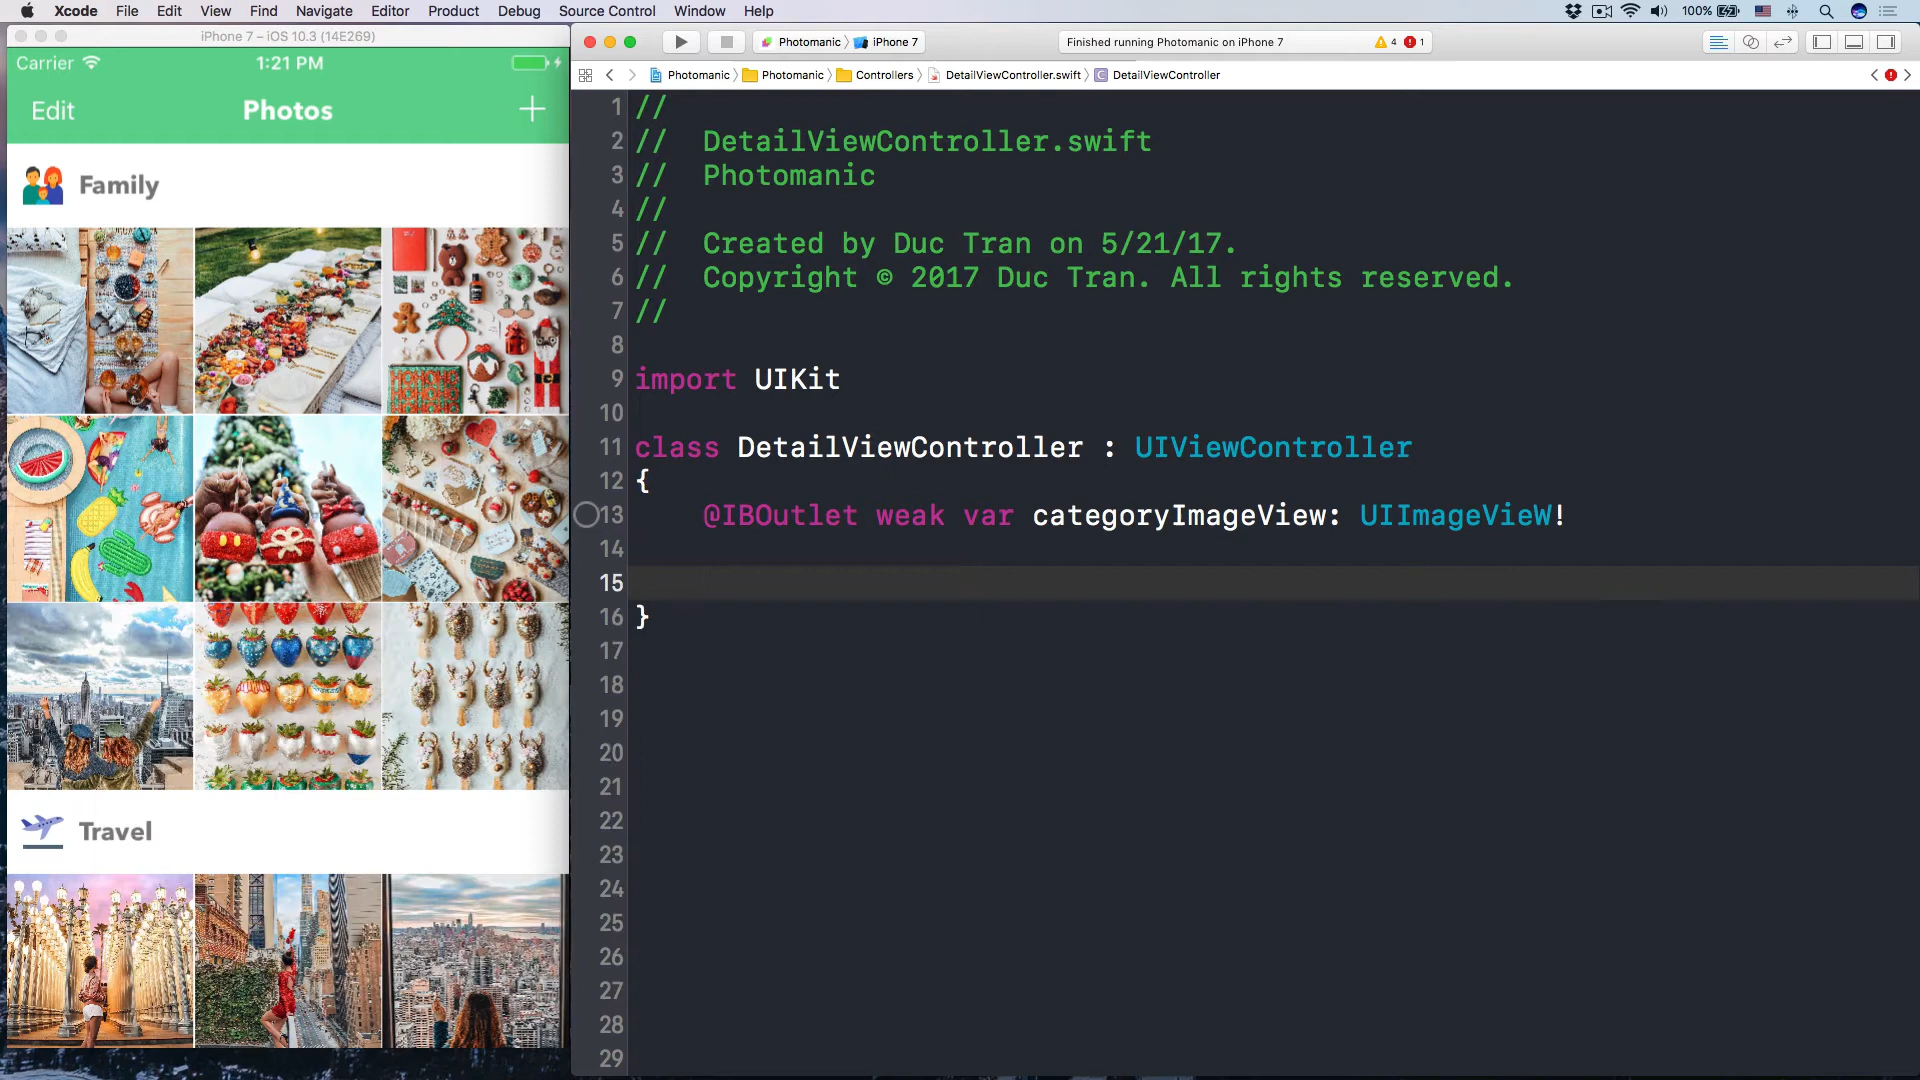 Xcode File Edit View Find Navigate Editor Product Debug Source Control Window Help 100%
iPhone 7 – iOS 10.3 (14E269)
Carrier 1:21 PM
Edit Photos +
Family
Travel
Photomanic iPhone 7 Finished running Photomanic on iPhone 7 4 1
Photomanic Photomanic Controllers DetailViewController.swift C DetailViewController
1 //
2 // DetailViewController.swift
3 // Photomanic
4 //
5 // Created by Duc Tran on 5/21/17.
6 // Copyright © 2017 Duc Tran. All rights reserved.
7 //
8
9 import UIKit
10
11 class DetailViewController : UIViewController
12 {
13 @IBOutlet weak var categoryImageView: UIImageVieW!
14
15
16 }
17
18
19
20
21
22
23
24
25
26
27
28
29